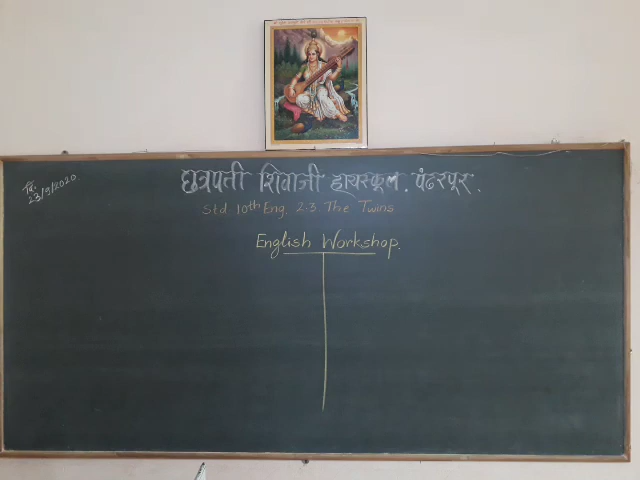 दि.
23/9/2020.
छत्रपती शिवाजी हायस्कूल. पंढरपूर.
Std. 10th Eng. 2.3. The Twins
English Workshop.